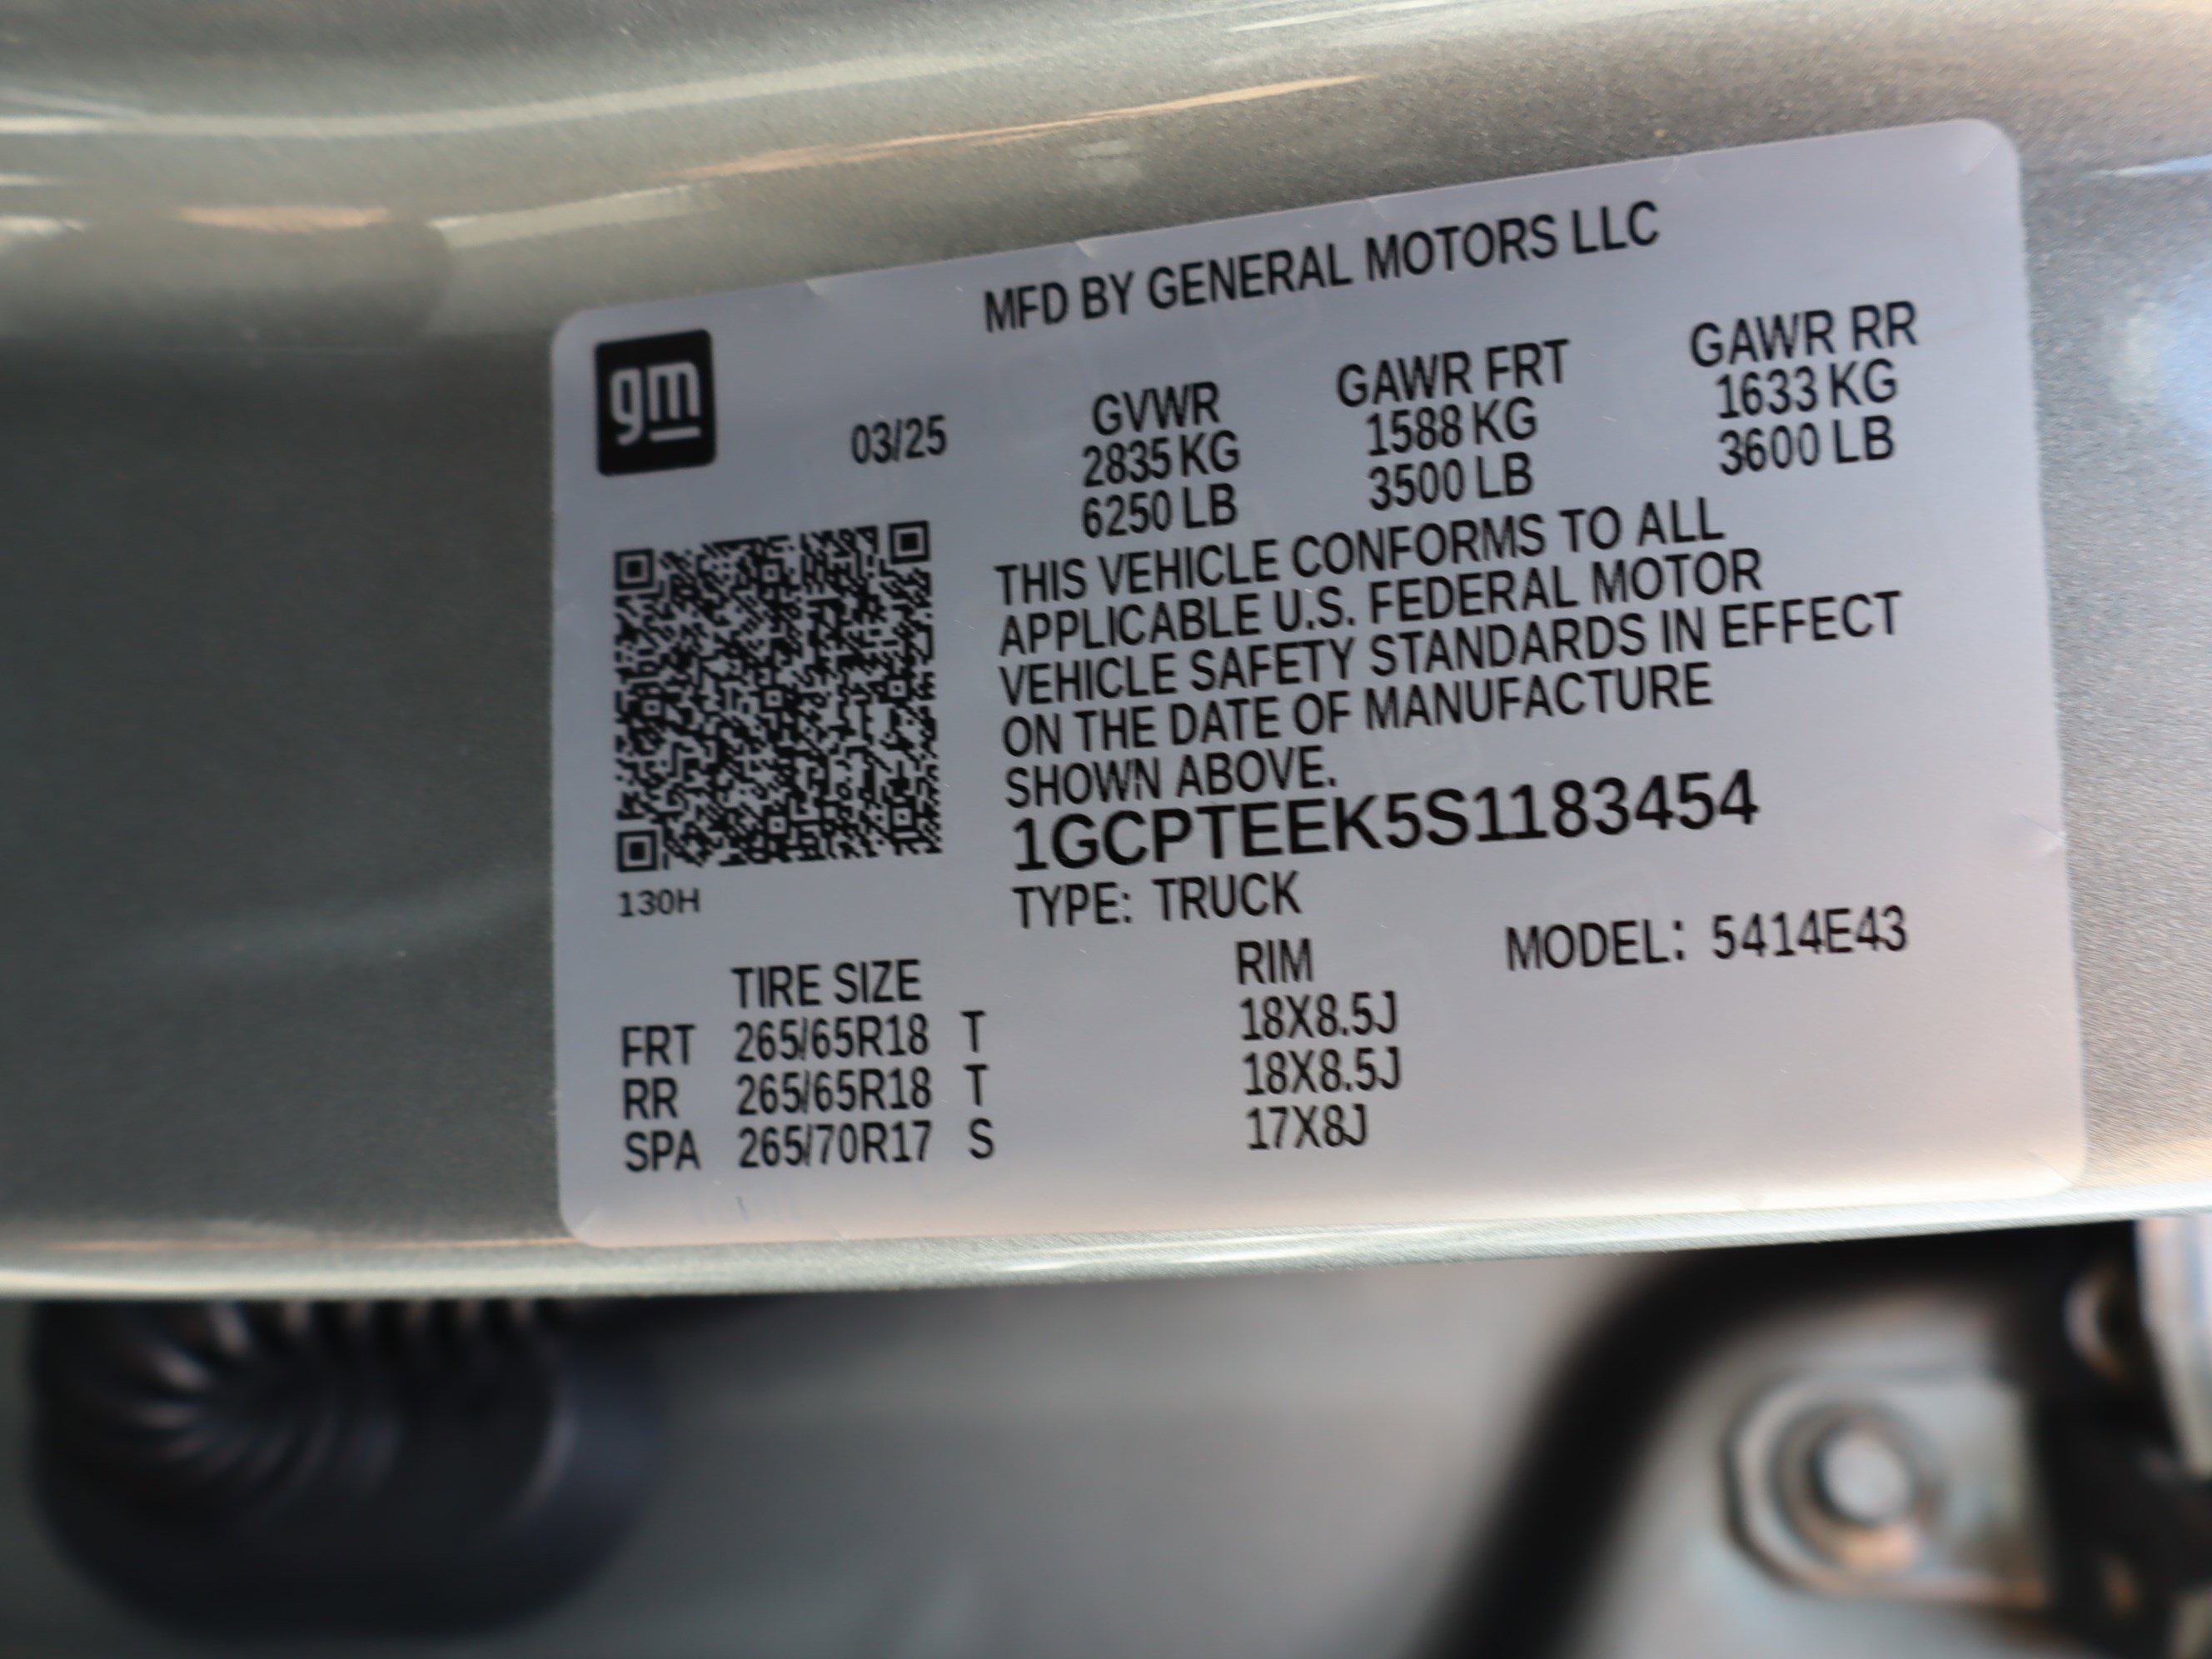 MFD BY GENERAL MOTORS LLC
gm
03/25
GVWR GAWR FRT GAWR RR
2835 KG 1588 KG 1633 KG
6250 LB 3500 LB 3600 LB
THIS VEHICLE CONFORMS TO ALL
APPLICABLE U.S. FEDERAL MOTOR
VEHICLE SAFETY STANDARDS IN EFFECT
ON THE DATE OF MANUFACTURE
SHOWN ABOVE.
1GCPTEEK5S1183454
130H
TYPE: TRUCK
MODEL: 5414E43
TIRE SIZE RIM
FRT 265/65R18 T 18X8.5J
RR 265/65R18 T 18X8.5J
SPA 265/70R17 S 17X8J